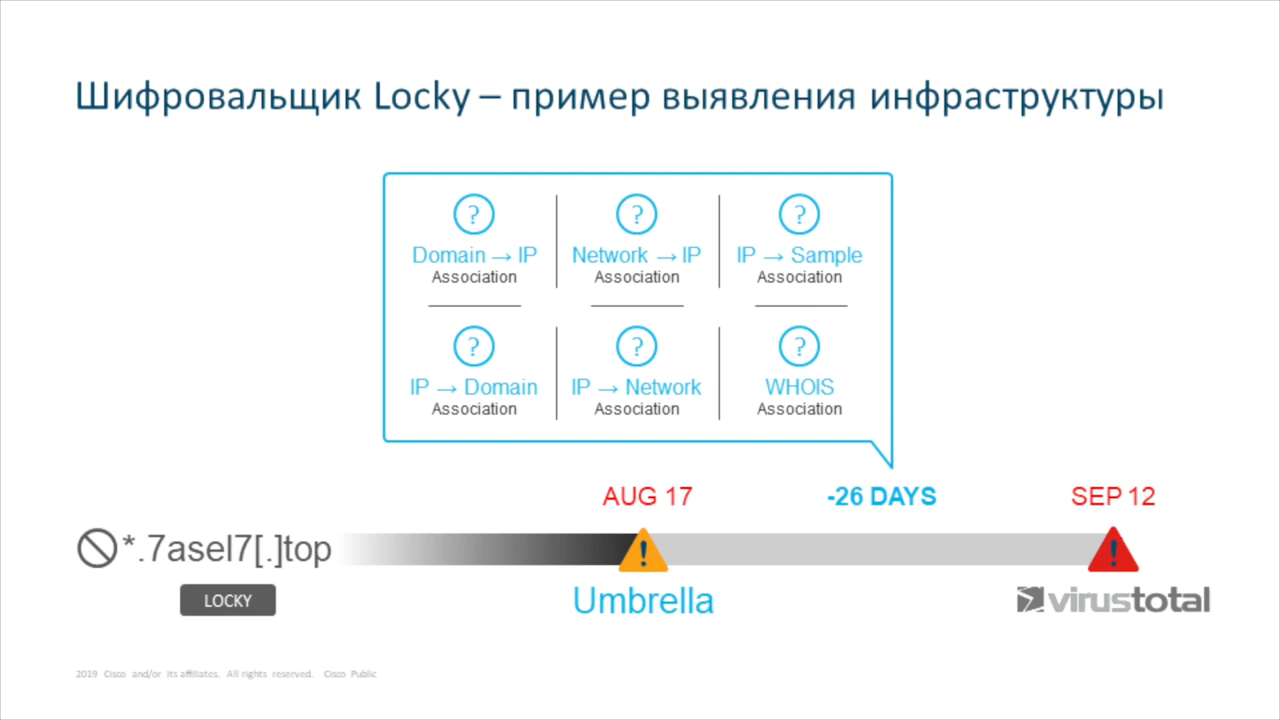 Шифровальщик Locky – пример выявления инфраструктуры
? ? ?
Domain → IP Network → IP IP → Sample
Association Association Association
? ? ?
IP → Domain IP → Network WHOIS
Association Association Association
AUG 17 -26 DAYS SEP 12
*.7asel7[.]top ! !
LOCKY Umbrella virustotal
2019 Cisco and/or its affiliates. All rights reserved. Cisco Public